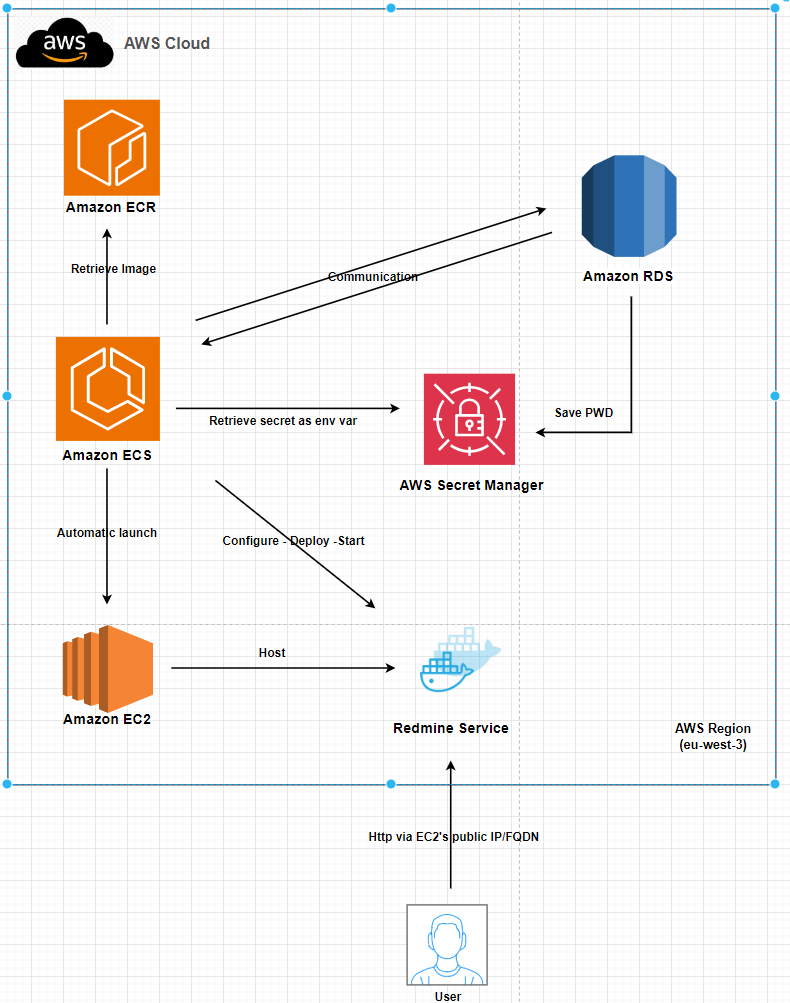 aws
AWS Cloud
Amazon ECR
Retrieve Image
Communication
Amazon RDS
Amazon ECS
Retrieve secret as env var
Save PWD
AWS Secret Manager
Automatic launch
Configure - Deploy -Start
Host
Amazon EC2
Redmine Service
AWS Region
(eu-west-3)
Http via EC2's public IP/FQDN
User